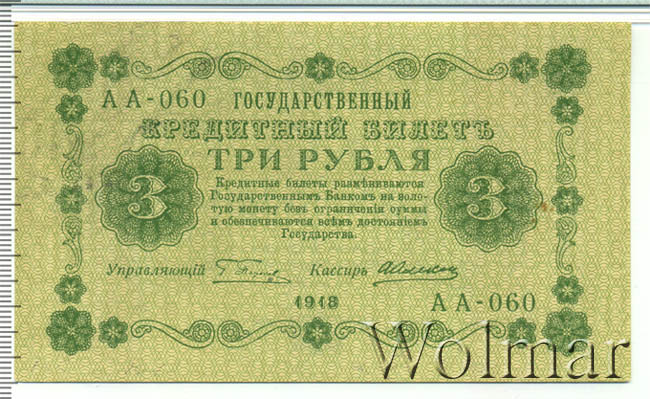 АА-060 ГОСУДАРСТВЕННЫЙ
КРЕДИТНЫЙ БИЛЕТЪ
ТРИ РУБЛЯ
3
Кредитные билеты размѣниваются
Государственнымъ Банкомъ на золо-
тую монету безъ ограниченія суммы
и обезпечиваются всѣмъ достояніемъ
Государства.
3
Управляющій
Кассиръ
1918
АА-060
Wolmar